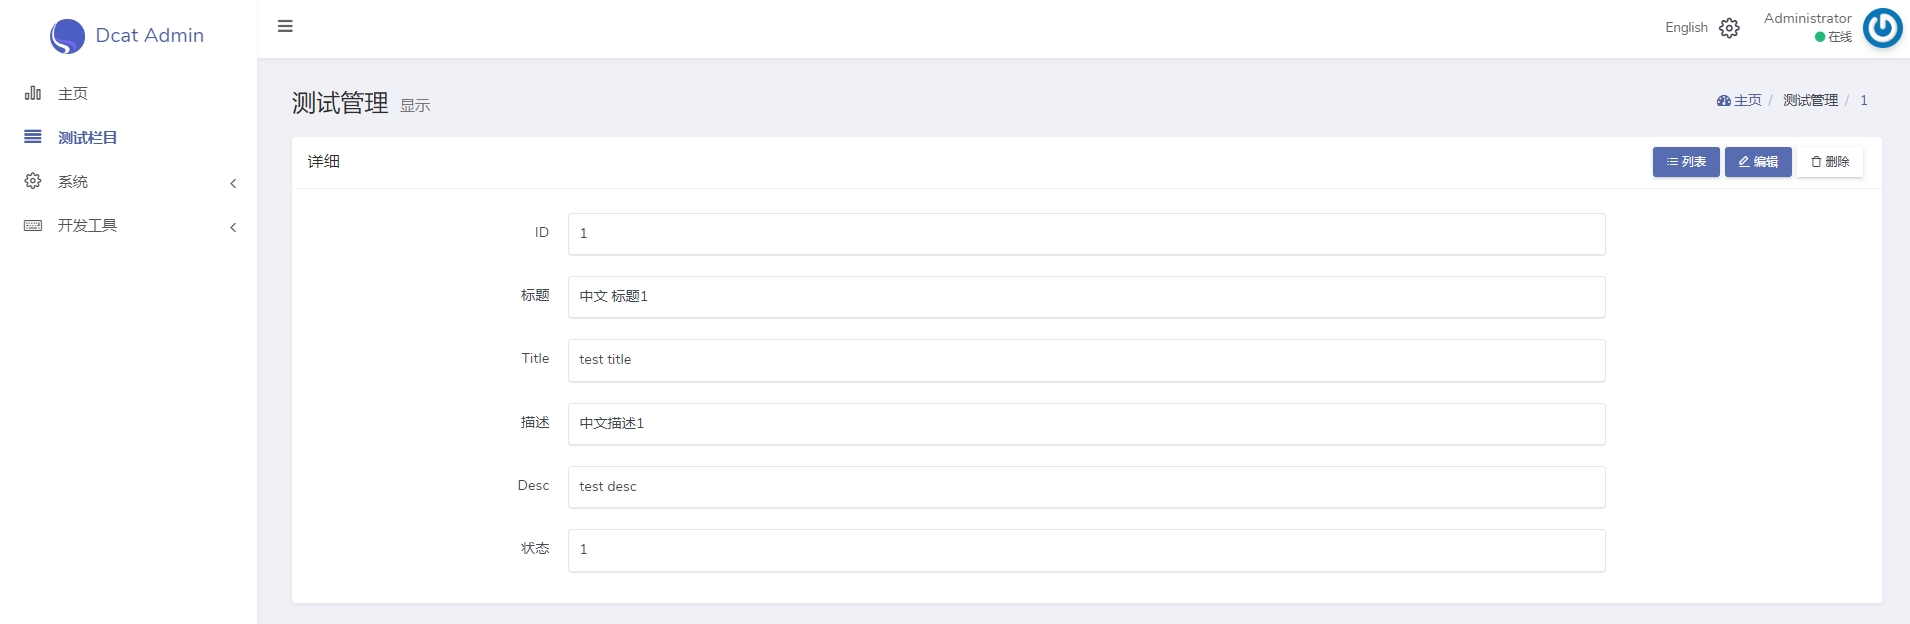 Dcat Admin
English
Administrator
在线
主页
测试栏目
系统
开发工具
测试管理 显示
主页 / 测试管理 / 1
详细
列表
编辑
删除
ID
1
标题
中文 标题1
Title
test title
描述
中文描述1
Desc
test desc
状态
1